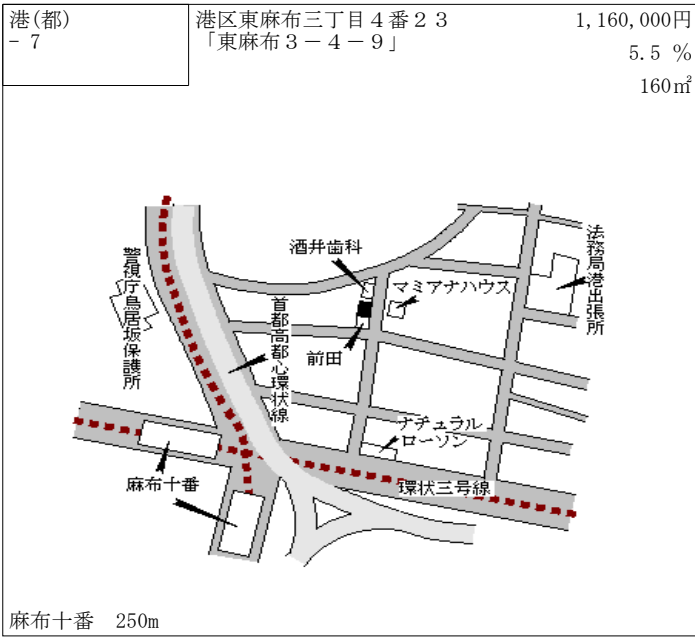 港(都)
- 7
港区東麻布三丁目４番２３
「東麻布３－４－９」
1,160,000円
5.5 %
160㎡
酒井歯科
マミアナハウス
法務局港出張所
警視庁鳥居坂保護所
首都高都心環状線
前田
ナチュラル
ローソン
麻布十番
環状三号線
麻布十番　250m